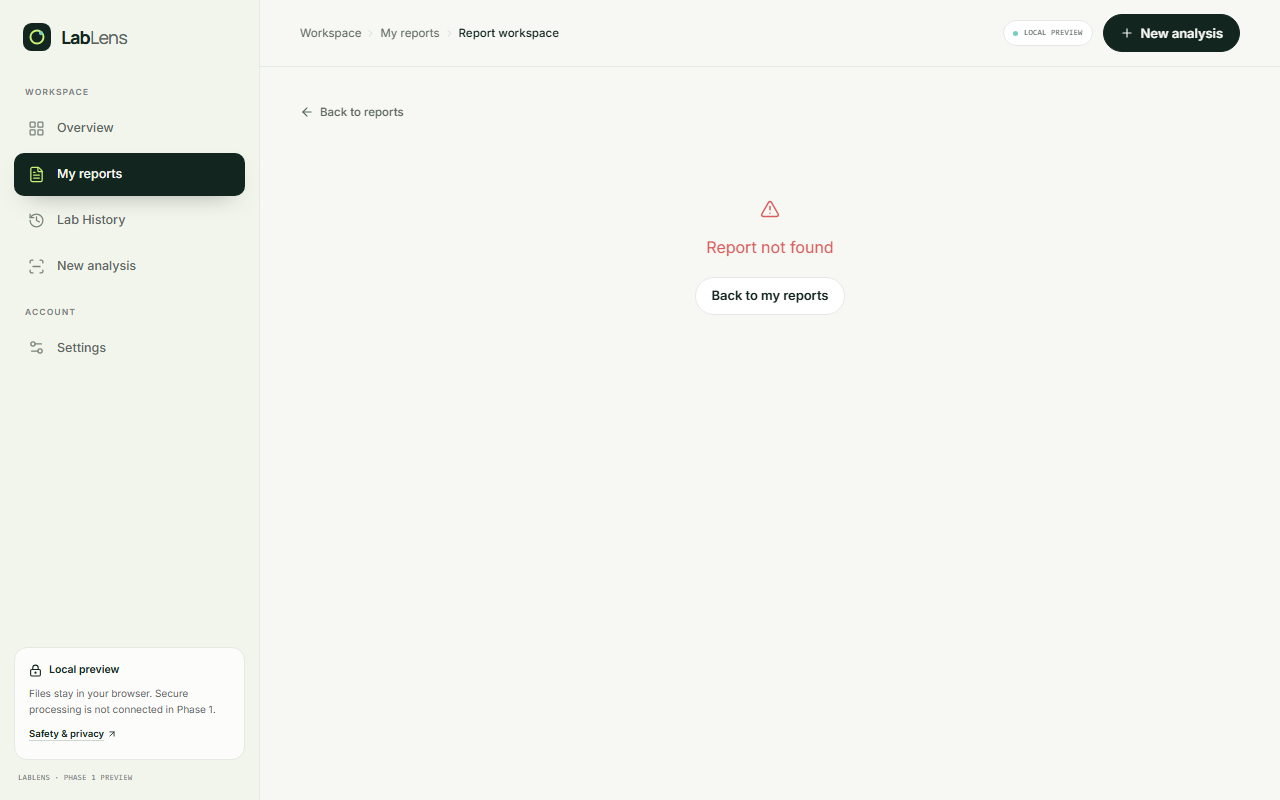 LabLens
WORKSPACE
Overview
My reports
Lab History
New analysis
ACCOUNT
Settings
Local preview
Files stay in your browser. Secure
processing is not connected in Phase 1.
Safety & privacy
LABLENS · PHASE 1 PREVIEW
Workspace
My reports
Report workspace
LOCAL PREVIEW
New analysis
Back to reports
Report not found
Back to my reports